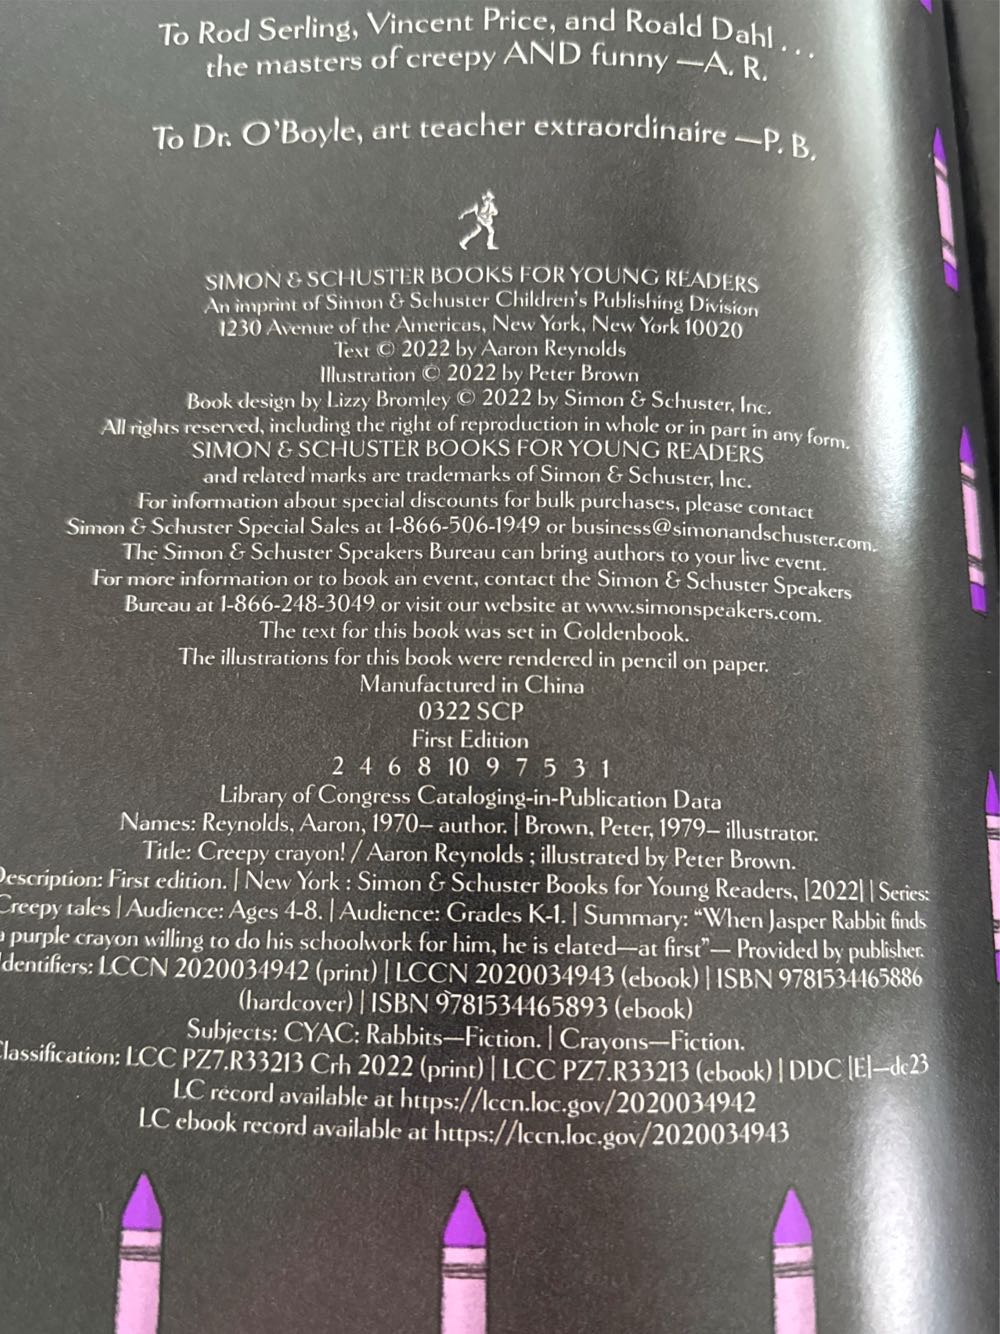 To Rod Serling, Vincent Price, and Roald Dahl . . .
the masters of creepy AND funny —A. R.
To Dr. O'Boyle, art teacher extraordinaire —P. B.
SIMON & SCHUSTER BOOKS FOR YOUNG READERS
An imprint of Simon & Schuster Children's Publishing Division
1230 Avenue of the Americas, New York, New York 10020
Text © 2022 by Aaron Reynolds
Illustration © 2022 by Peter Brown
Book design by Lizzy Bromley © 2022 by Simon & Schuster, Inc.
All rights reserved, including the right of reproduction in whole or in part in any form.
SIMON & SCHUSTER BOOKS FOR YOUNG READERS
and related marks are trademarks of Simon & Schuster, Inc.
For information about special discounts for bulk purchases, please contact
Simon & Schuster Special Sales at 1-866-506-1949 or business@simonandschuster.com.
The Simon & Schuster Speakers Bureau can bring authors to your live event.
For more information or to book an event, contact the Simon & Schuster Speakers
Bureau at 1-866-248-3049 or visit our website at www.simonspeakers.com.
The text for this book was set in Goldenbook.
The illustrations for this book were rendered in pencil on paper.
Manufactured in China
0322 SCP
First Edition
2 4 6 8 10 9 7 5 3 1
Library of Congress Cataloging-in-Publication Data
Names: Reynolds, Aaron, 1970– author. | Brown, Peter, 1979– illustrator.
Title: Creepy crayon! / Aaron Reynolds ; illustrated by Peter Brown.
Description: First edition. | New York : Simon & Schuster Books for Young Readers, [2022] | Series:
Creepy tales | Audience: Ages 4-8. | Audience: Grades K-1. | Summary: "When Jasper Rabbit finds
a purple crayon willing to do his schoolwork for him, he is elated—at first"— Provided by publisher.
Identifiers: LCCN 2020034942 (print) | LCCN 2020034943 (ebook) | ISBN 9781534465886
(hardcover) | ISBN 9781534465893 (ebook)
Subjects: CYAC: Rabbits—Fiction. | Crayons—Fiction.
Classification: LCC PZ7.R33213 Crh 2022 (print) | LCC PZ7.R33213 (ebook) | DDC [E]—dc23
LC record available at https://lccn.loc.gov/2020034942
LC ebook record available at https://lccn.loc.gov/2020034943